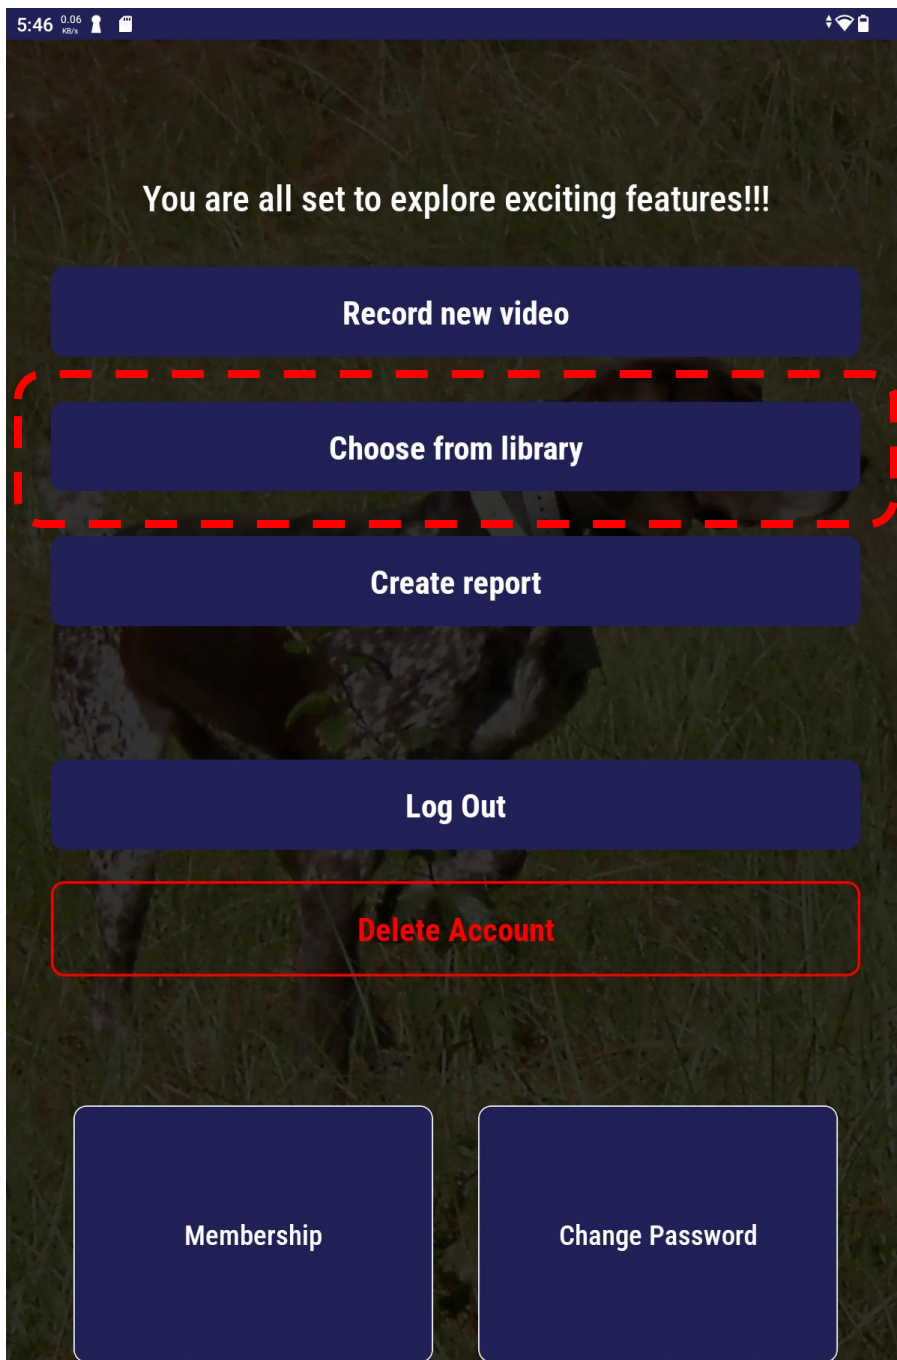 5:46 0.06
KB/s
You are all set to explore exciting features!!!
Record new video
Choose from library
Create report
Log Out
Delete Account
Membership
Change Password